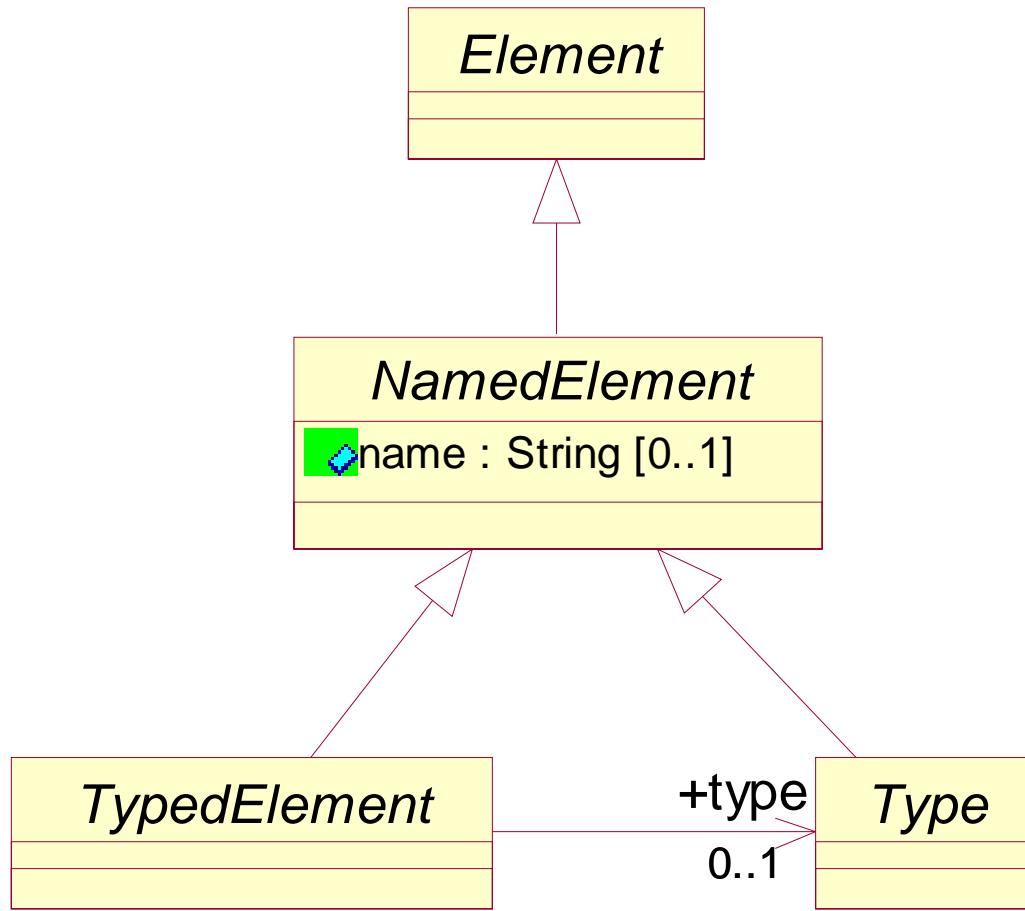 Element
NamedElement
name : String [0..1]
TypedElement
+type
0..1
Type